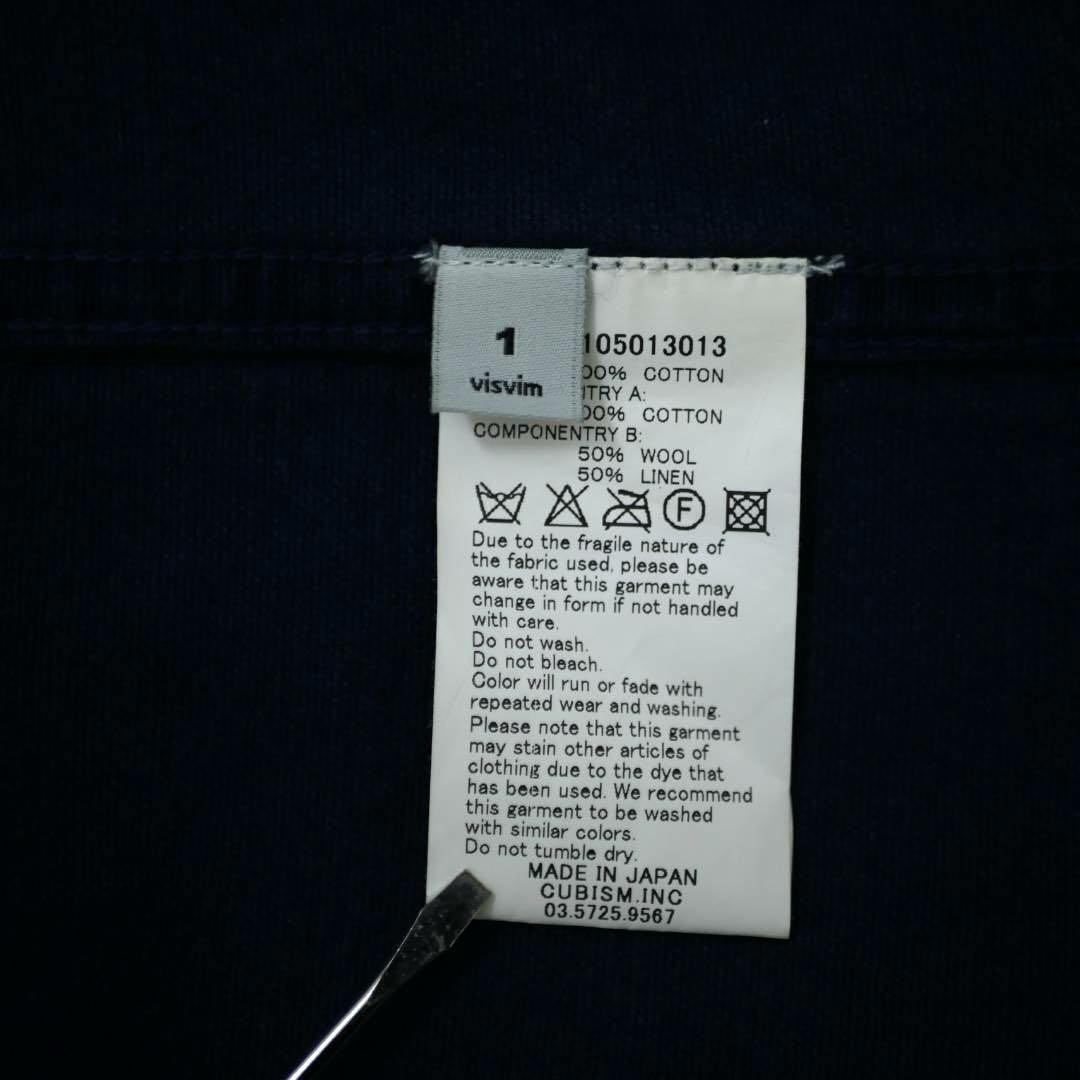 1
visvim
105013013
00% COTTON
TRY A:
00% COTTON
COMPONENTRY B:
50% WOOL
50% LINEN
F
Due to the fragile nature of
the fabric used, please be
aware that this garment may
change in form if not handled
with care.
Do not wash.
Do not bleach.
Color will run or fade with
repeated wear and washing.
Please note that this garment
may stain other articles of
clothing due to the dye that
has been used. We recommend
this garment to be washed
with similar colors.
Do not tumble dry.
MADE IN JAPAN
CUBISM.INC
03.5725.9567